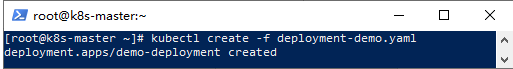 root@k8s-master:~
[root@k8s-master ~]# kubectl create -f deployment-demo.yaml
deployment.apps/demo-deployment created